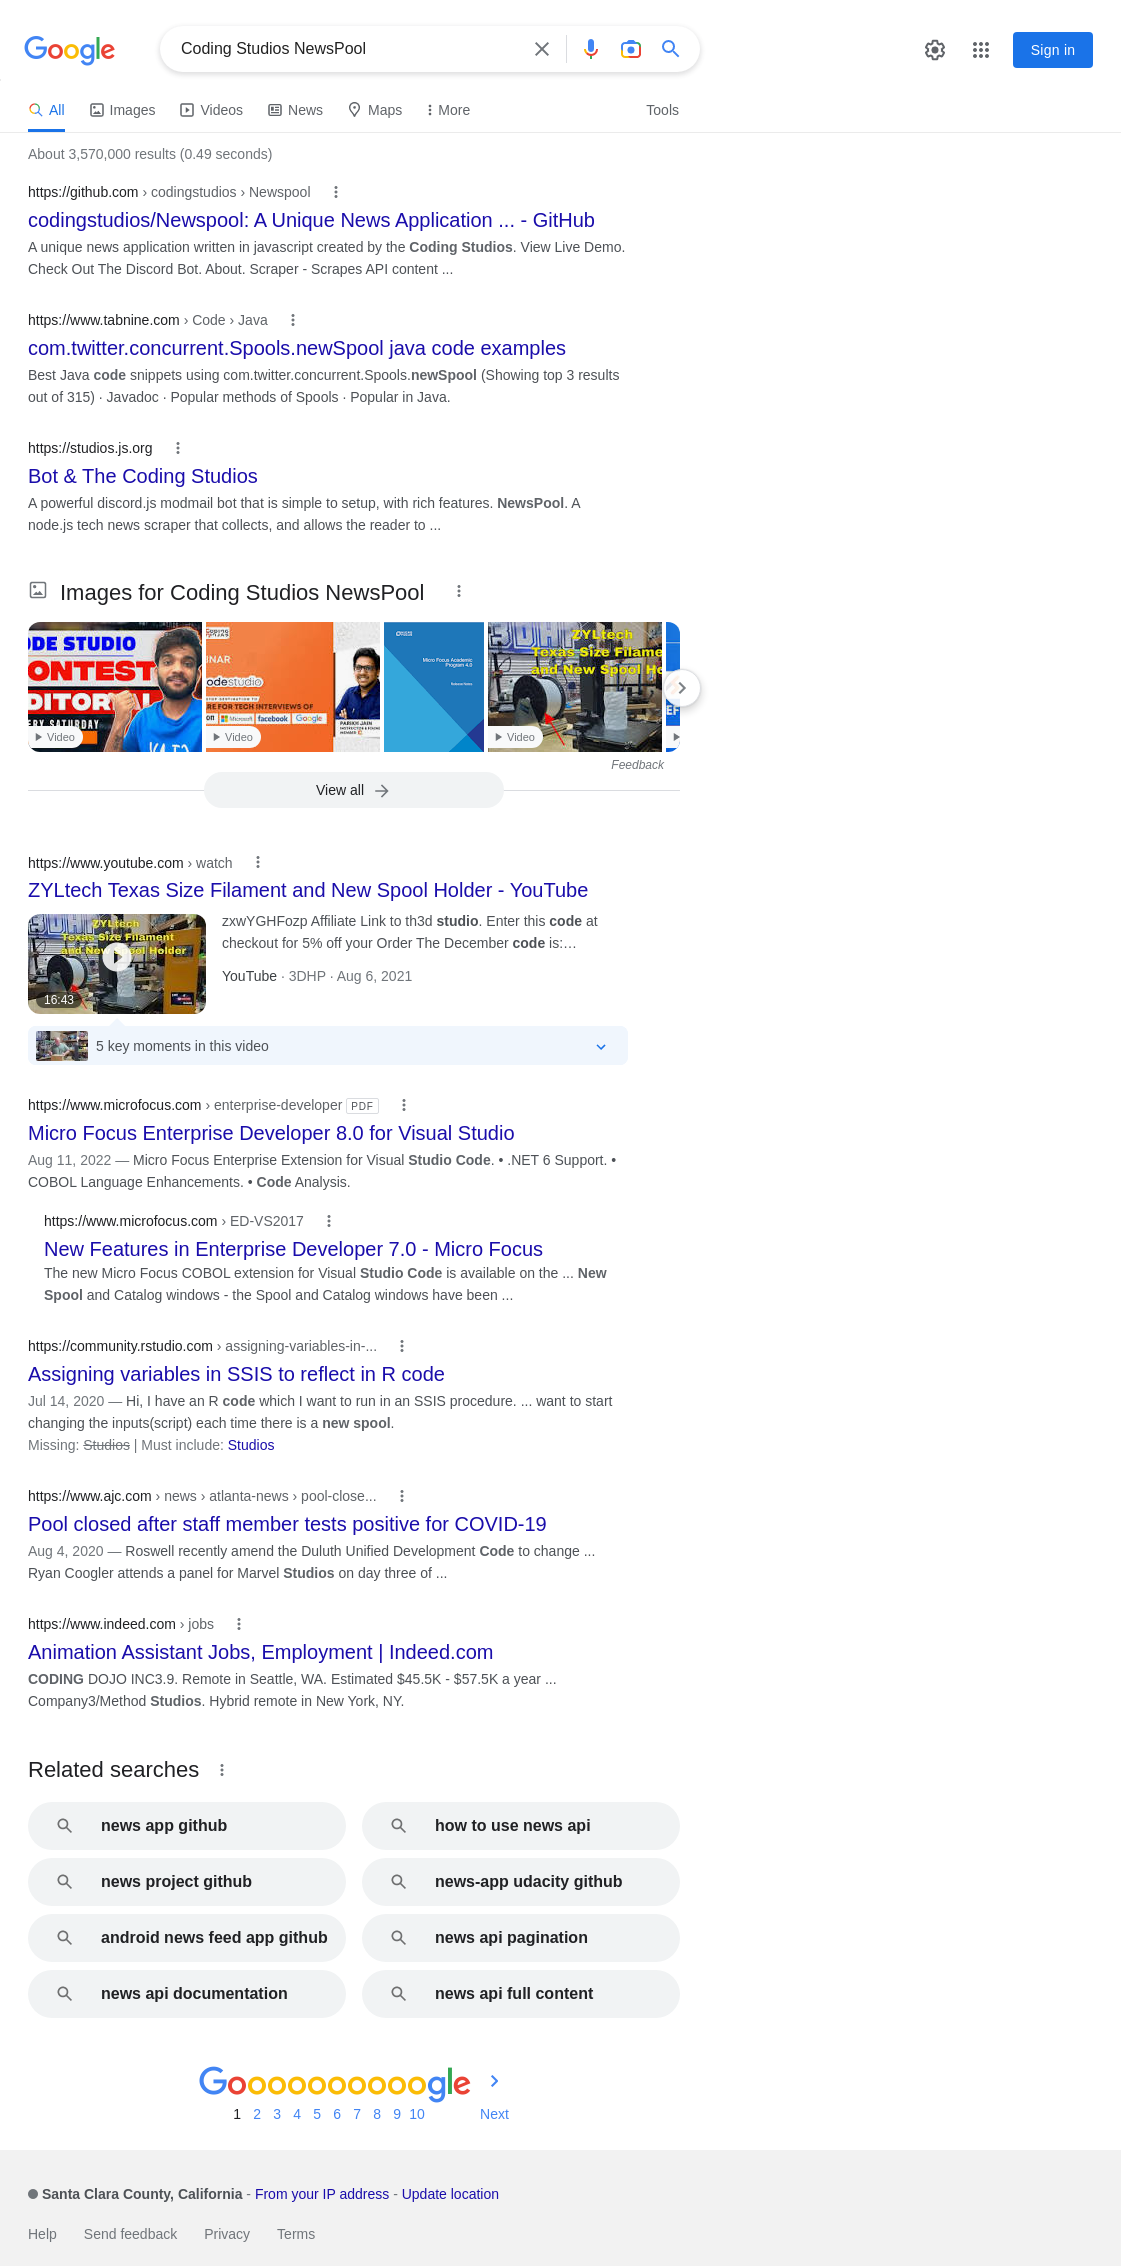 Google
Coding Studios NewsPool
Sign in
All
Images
Videos
News
Maps
More
Tools
About 3,570,000 results (0.49 seconds)
https://github.com › codingstudios › Newspool
codingstudios/Newspool: A Unique News Application ... - GitHub
A unique news application written in javascript created by the Coding Studios. View Live Demo.
Check Out The Discord Bot. About. Scraper - Scrapes API content ...
https://www.tabnine.com › Code › Java
com.twitter.concurrent.Spools.newSpool java code examples
Best Java code snippets using com.twitter.concurrent.Spools.newSpool (Showing top 3 results
out of 315) · Javadoc · Popular methods of Spools · Popular in Java.
https://studios.js.org
Bot & The Coding Studios
A powerful discord.js modmail bot that is simple to setup, with rich features. NewsPool. A
node.js tech news scraper that collects, and allows the reader to ...
Images for Coding Studios NewsPool
ODE STUDIO
ONTEST
EDITORIAL
ERY SATURDAY
Video
INAR
odestudio
RE FOR TECH INTERVIEWS OF
Microsoft
facebook
Google
PARIKH JAIN
Video
Micro Focus Academic
Program 4.0
Release Notes
ZYLtech
Texas Size Filame
and New Spool Ho
Video
Feedback
View all
https://www.youtube.com › watch
ZYLtech Texas Size Filament and New Spool Holder - YouTube
ZYLtech
Texas Size Filament
and New Spool Holder
16:43
zxwYGHFozp Affiliate Link to th3d studio. Enter this code at
checkout for 5% off your Order The December code is:...
YouTube · 3DHP · Aug 6, 2021
5 key moments in this video
https://www.microfocus.com › enterprise-developer PDF
Micro Focus Enterprise Developer 8.0 for Visual Studio
Aug 11, 2022 — Micro Focus Enterprise Extension for Visual Studio Code. • .NET 6 Support. •
COBOL Language Enhancements. • Code Analysis.
https://www.microfocus.com › ED-VS2017
New Features in Enterprise Developer 7.0 - Micro Focus
The new Micro Focus COBOL extension for Visual Studio Code is available on the ... New
Spool and Catalog windows - the Spool and Catalog windows have been ...
https://community.rstudio.com › assigning-variables-in-...
Assigning variables in SSIS to reflect in R code
Jul 14, 2020 — Hi, I have an R code which I want to run in an SSIS procedure. ... want to start
changing the inputs(script) each time there is a new spool.
Missing: Studios | Must include: Studios
https://www.ajc.com › news › atlanta-news › pool-close...
Pool closed after staff member tests positive for COVID-19
Aug 4, 2020 — Roswell recently amend the Duluth Unified Development Code to change ...
Ryan Coogler attends a panel for Marvel Studios on day three of ...
https://www.indeed.com › jobs
Animation Assistant Jobs, Employment | Indeed.com
CODING DOJO INC3.9. Remote in Seattle, WA. Estimated $45.5K - $57.5K a year ...
Company3/Method Studios. Hybrid remote in New York, NY.
Related searches
news app github
how to use news api
news project github
news-app udacity github
android news feed app github
news api pagination
news api documentation
news api full content
Goooooooooogle
1 2 3 4 5 6 7 8 9 10 Next
Santa Clara County, California - From your IP address - Update location
Help Send feedback Privacy Terms